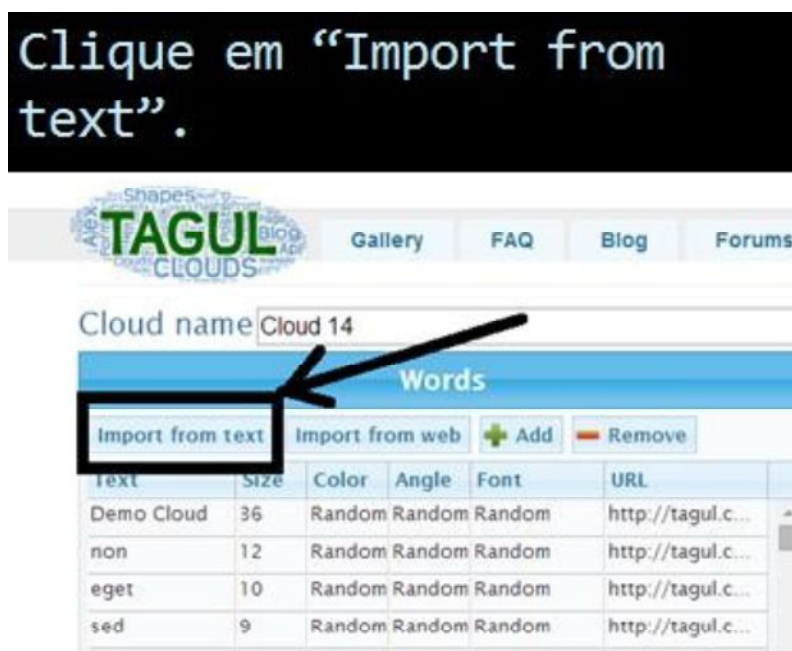 Clique em “Import from
text”.
Shapes
Alex
TAGUL
Blog
CLOUDS
Gallery FAQ Blog Forums
Cloud name Cloud 14
Words
Import from text Import from web Add Remove
Text Size Color Angle Font URL
Demo Cloud 36 Random Random Random http://tagul.c...
non 12 Random Random Random http://tagul.c...
eget 10 Random Random Random http://tagul.c...
sed 9 Random Random Random http://tagul.c...